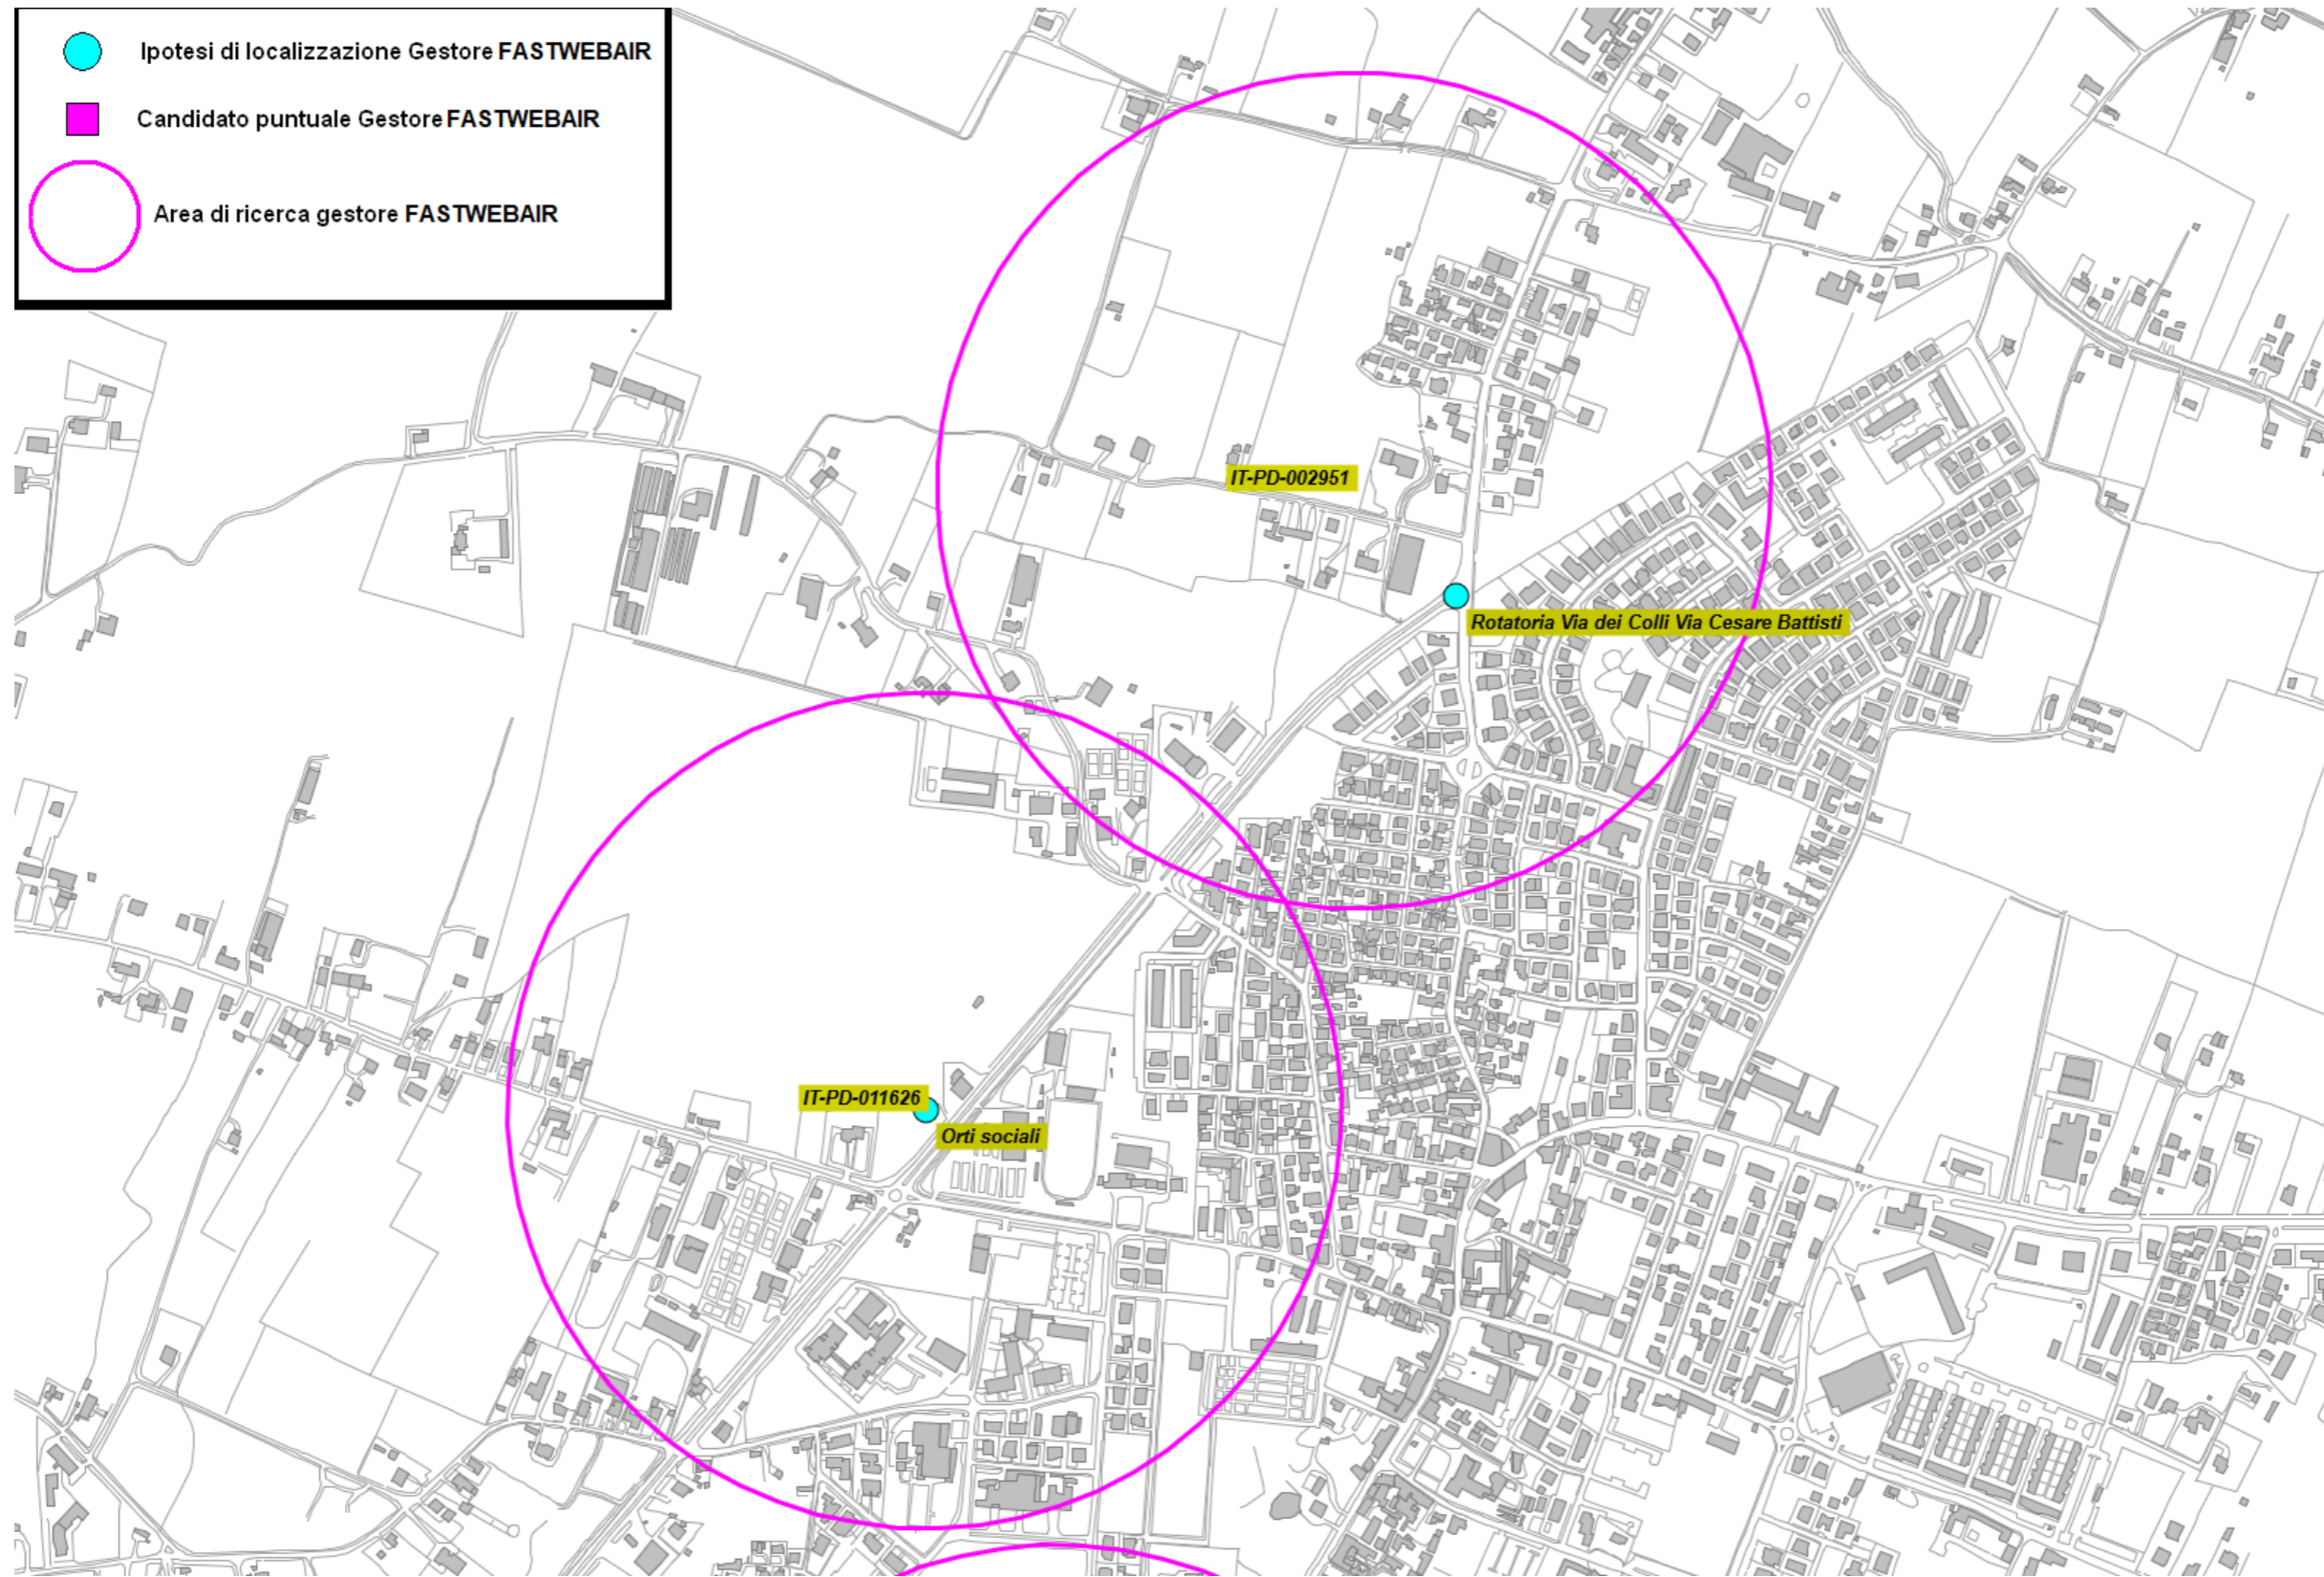 Ipotesi di localizzazione Gestore FASTWEBAIR
Candidato puntuale Gestore FASTWEBAIR
Area di ricerca gestore FASTWEBAIR
IT-PD-002951
Rotatoria Via dei Colli Via Cesare Battisti
IT-PD-011626
Orti sociali